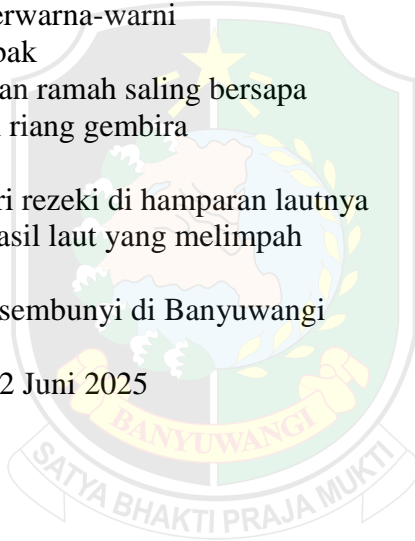 erwarna-warni
pak
an ramah saling bersapa
riang gembira
ri rezeki di hamparan lautnya
asil laut yang melimpah
sembunyi di Banyuwangi
2 Juni 2025
BANYUWANGI
SATYA BHAKTI PRAJA MUKTI